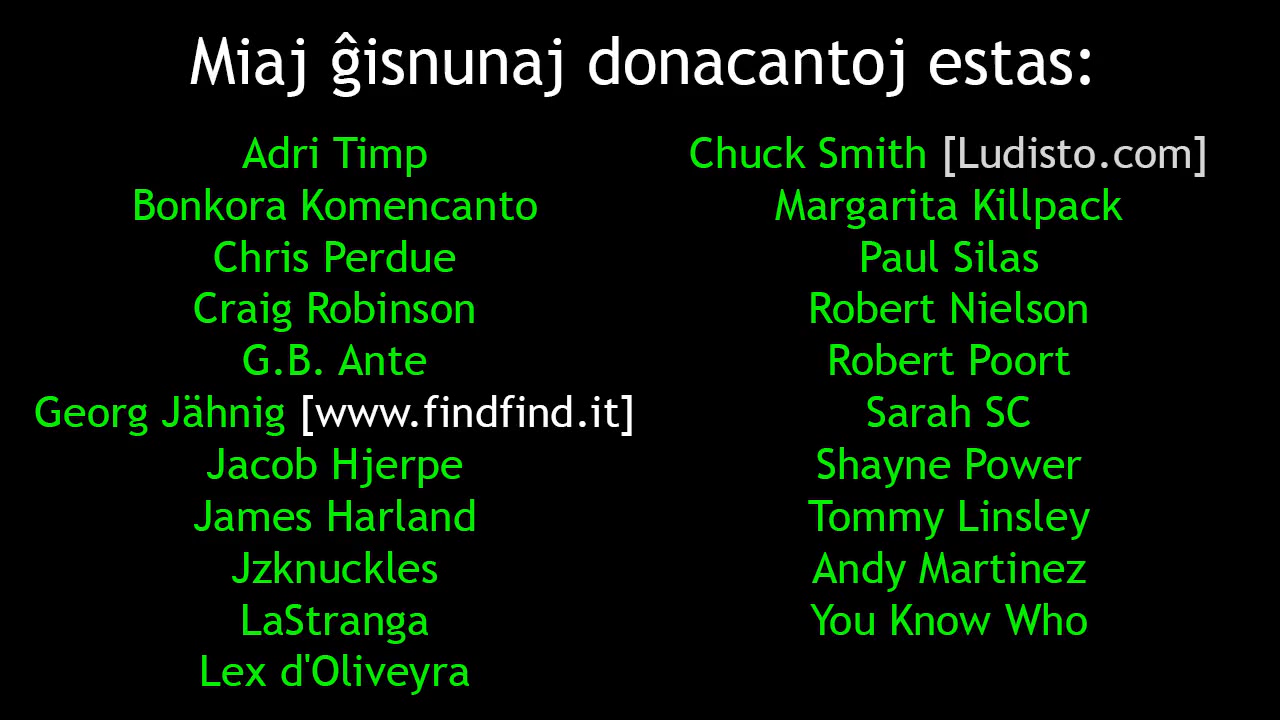 Miaj ĝisnunaj donacantoj estas:
Adri Timp
Bonkora Komencanto
Chris Perdue
Craig Robinson
G.B. Ante
Georg Jähnig [www.findfind.it]
Jacob Hjerpe
James Harland
Jzknuckles
LaStranga
Lex d'Oliveyra
Chuck Smith [Ludisto.com]
Margarita Killpack
Paul Silas
Robert Nielson
Robert Poort
Sarah SC
Shayne Power
Tommy Linsley
Andy Martinez
You Know Who